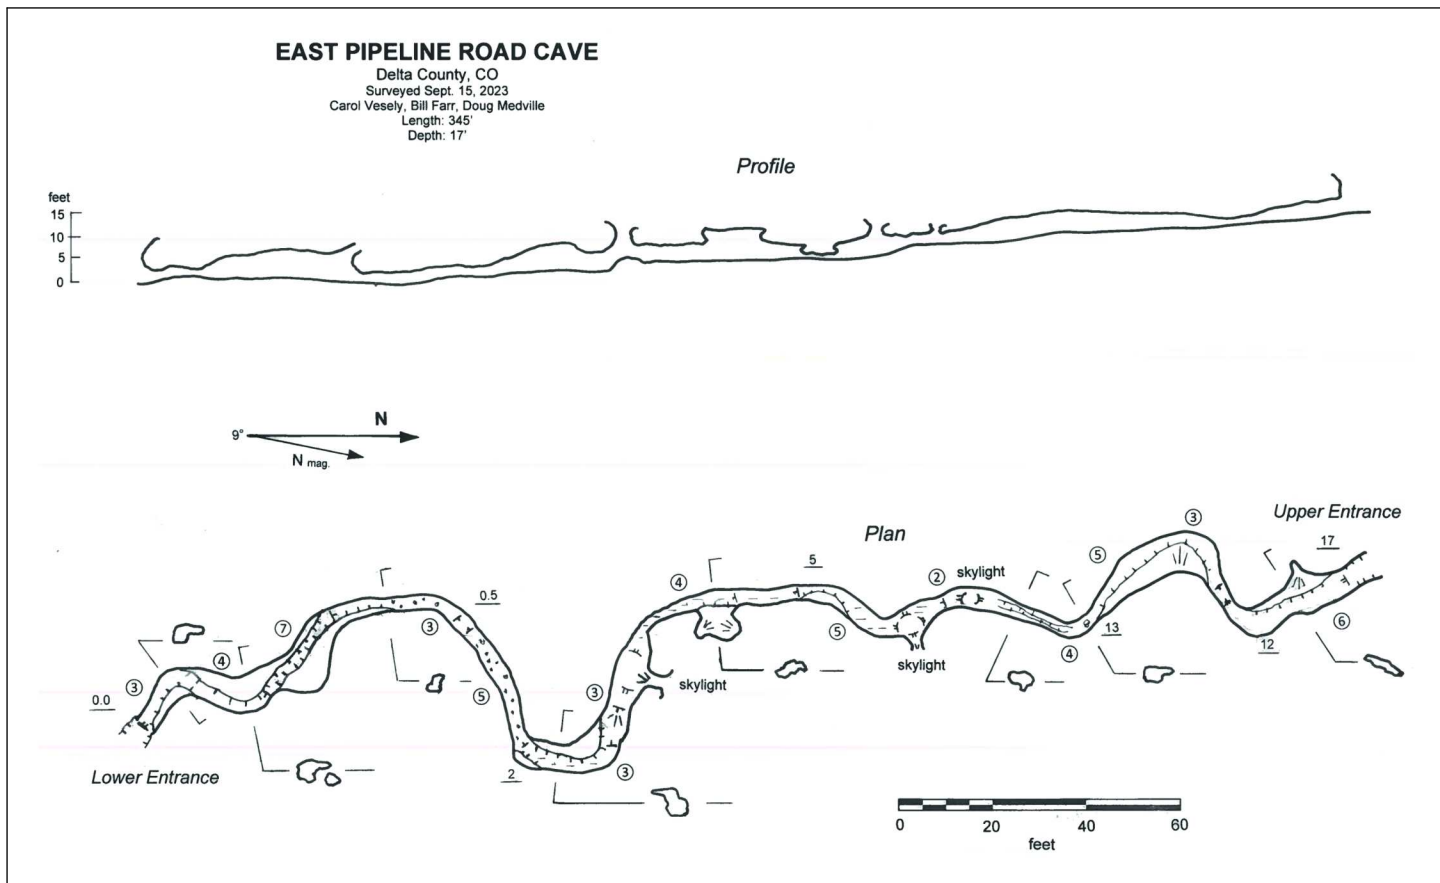 EAST PIPELINE ROAD CAVE
Delta County, CO
Surveyed Sept. 15, 2023
Carol Vesely, Bill Farr, Doug Medville
Length: 345'
Depth: 17'
Profile
feet
15
10
5
0
N
9°
N mag.
Plan
Upper Entrance
17
③
⑤
5
④
② skylight
0.5
⑦
③
⑤
13
④
12
⑥
④
③
skylight
⑤
③
skylight
0.0
Lower Entrance
2
③
0 20 40 60
feet